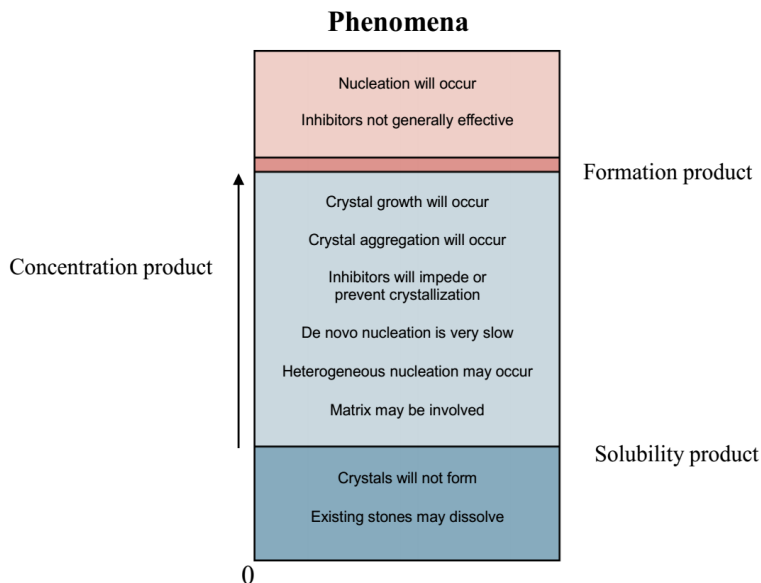 Phenomena
Nucleation will occur
Inhibitors not generally effective
Formation product
Crystal growth will occur
Crystal aggregation will occur
Concentration product
Inhibitors will impede or
prevent crystallization
De novo nucleation is very slow
Heterogeneous nucleation may occur
Matrix may be involved
Solubility product
Crystals will not form
Existing stones may dissolve
0